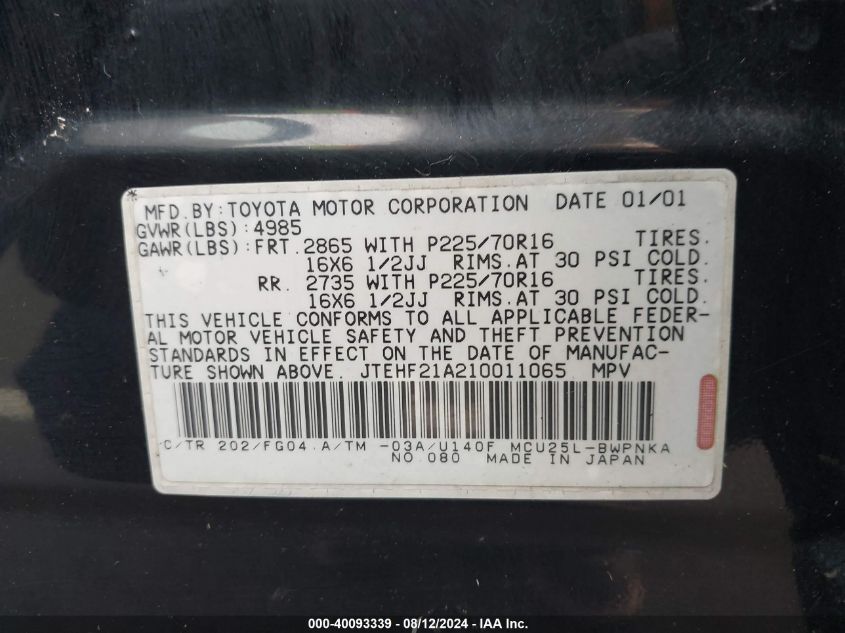 MFD.BY:TOYOTA MOTOR CORPORATION DATE 01/01
GVWR(LBS):4985
GAWR(LBS):FRT.2865 WITH P225/70R16 TIRES.
16X6 1/2JJ RIMS.AT 30 PSI COLD.
RR. 2735 WITH P225/70R16 TIRES.
16X6 1/2JJ RIMS.AT 30 PSI COLD.
THIS VEHICLE CONFORMS TO ALL APPLICABLE FEDER-
AL MOTOR VEHICLE SAFETY AND THEFT PREVENTION
STANDARDS IN EFFECT ON THE DATE OF MANUFAC-
TURE SHOWN ABOVE. JTEHF21A210011065 MPV
C/TR 202/FG04.A/TM -03A/U140F MCU25L-BWPNKA
NO.080 MADE IN JAPAN
000-40093339 - 08/12/2024 - IAA Inc.